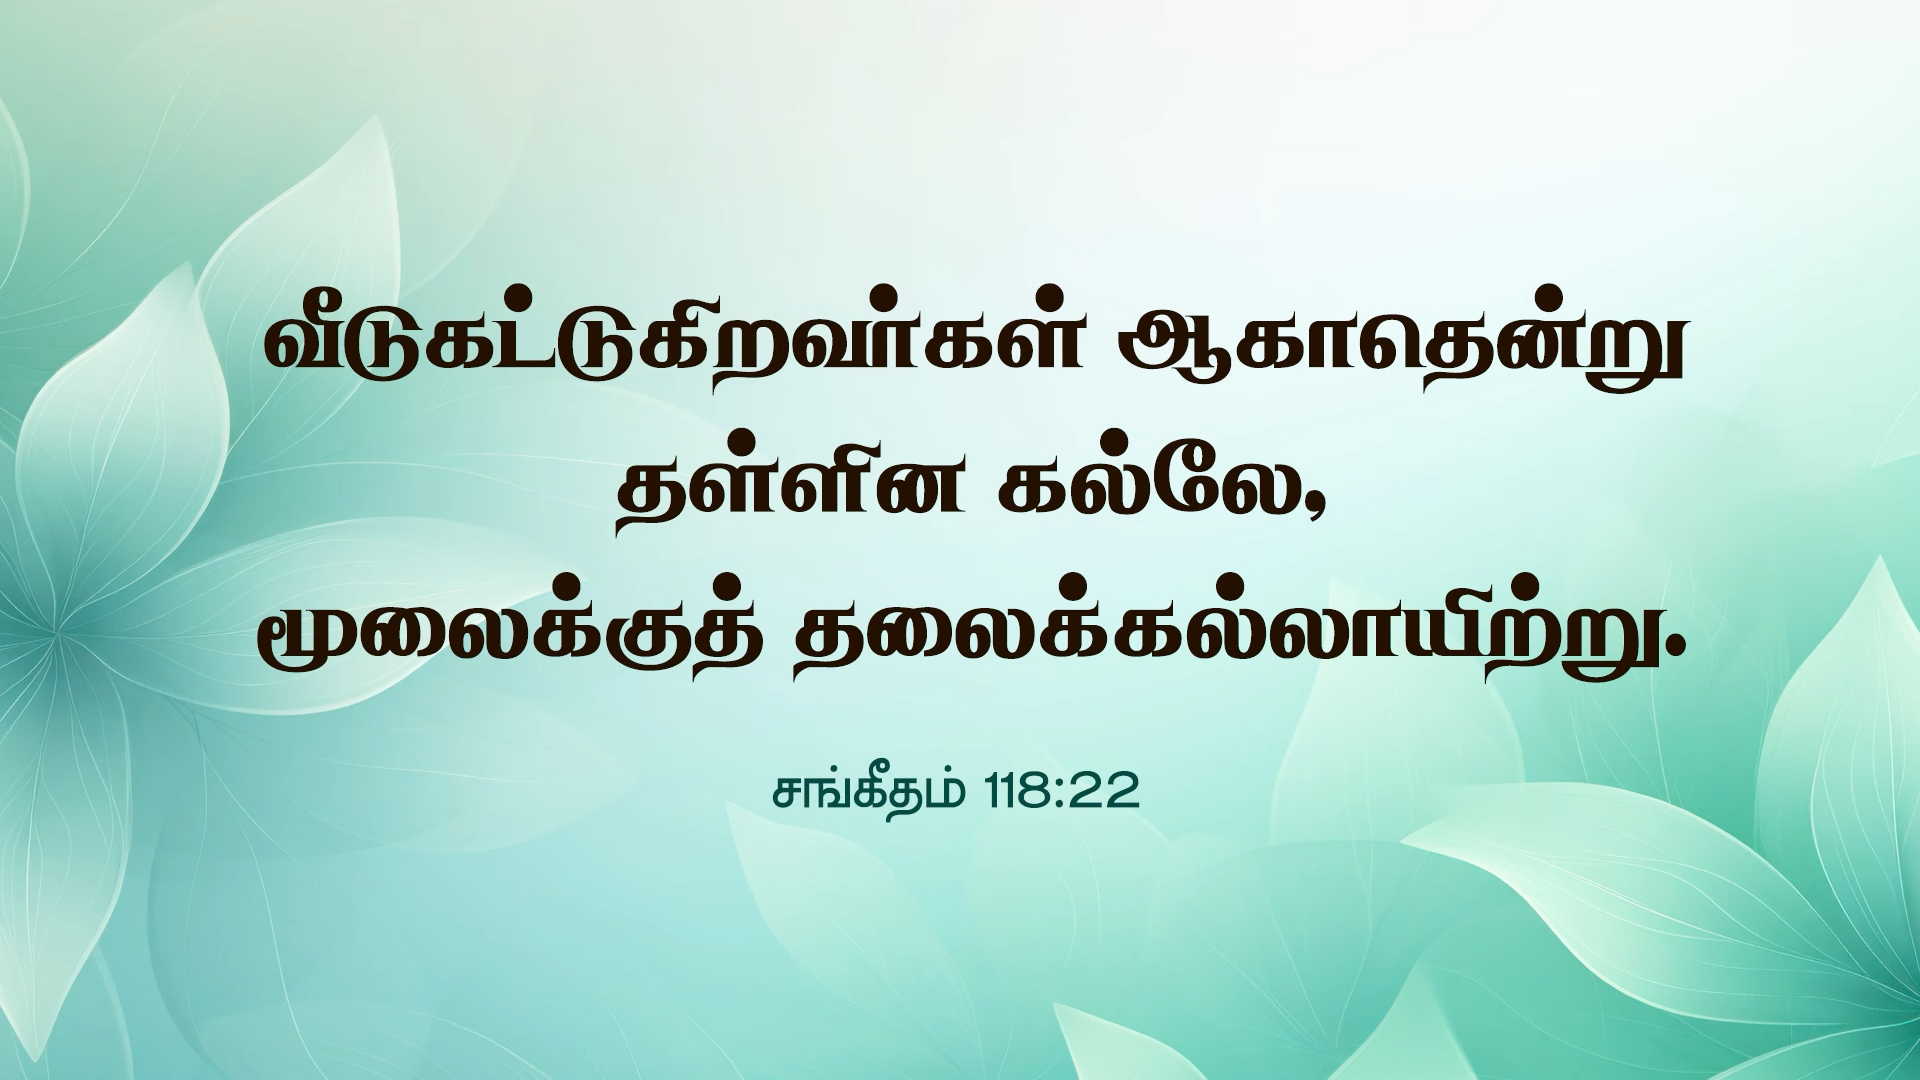 வீடுகட்டுகிறவர்கள் ஆகாதென்று
தள்ளின கல்லே,
மூலைக்குத் தலைக்கல்லாயிற்று.
சங்கீதம் 118:22